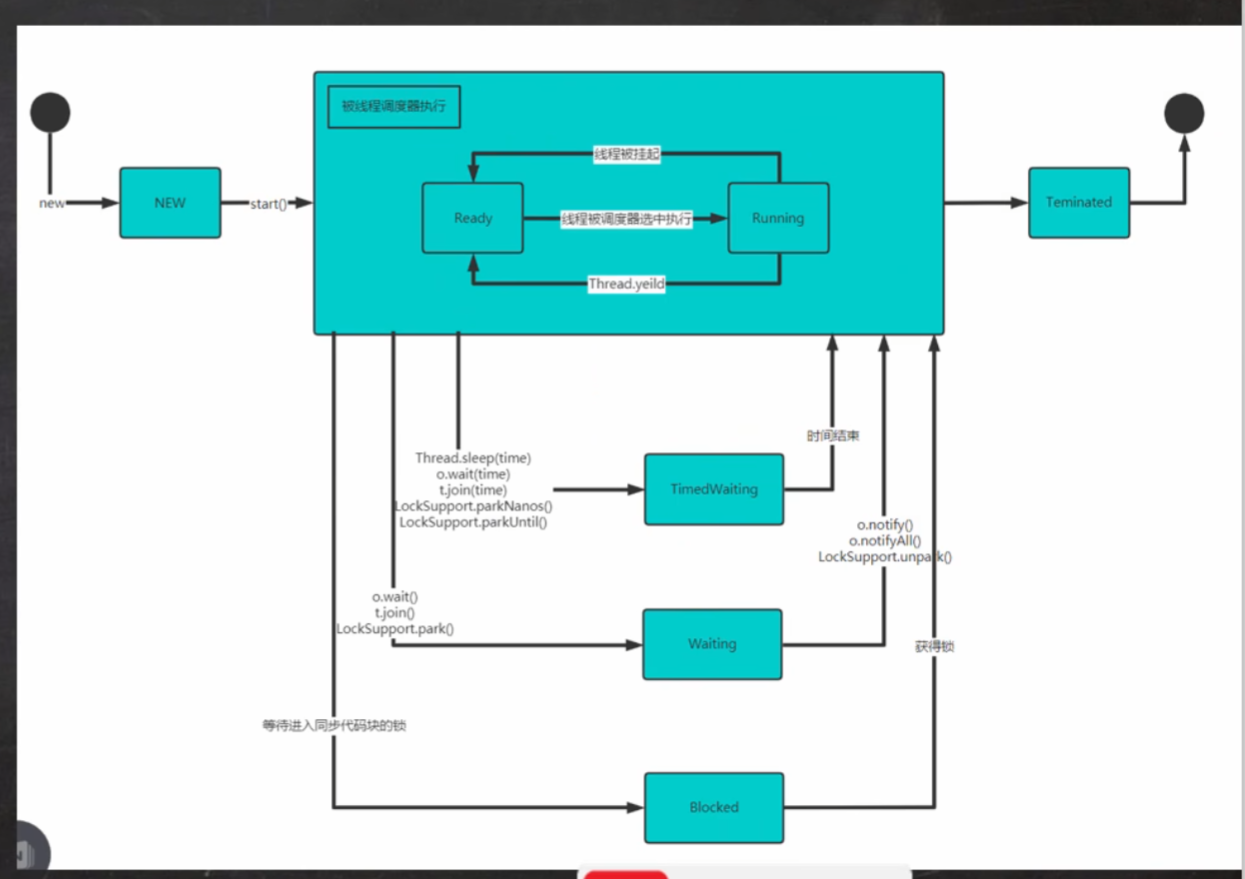 被线程调度器执行
线程被挂起
new
NEW
start()
Ready
线程被调度器选中执行
Running
Teminated
Thread.yeild
时间结束
Thread.sleep(time)
o.wait(time)
t.join(time)
LockSupport.parkNanos()
LockSupport.parkUntil()
TimedWaiting
o.notify()
o.notifyAll()
LockSupport.unpark()
o.wait()
t.join()
LockSupport.park()
Waiting
获得锁
等待进入同步代码块的锁
Blocked